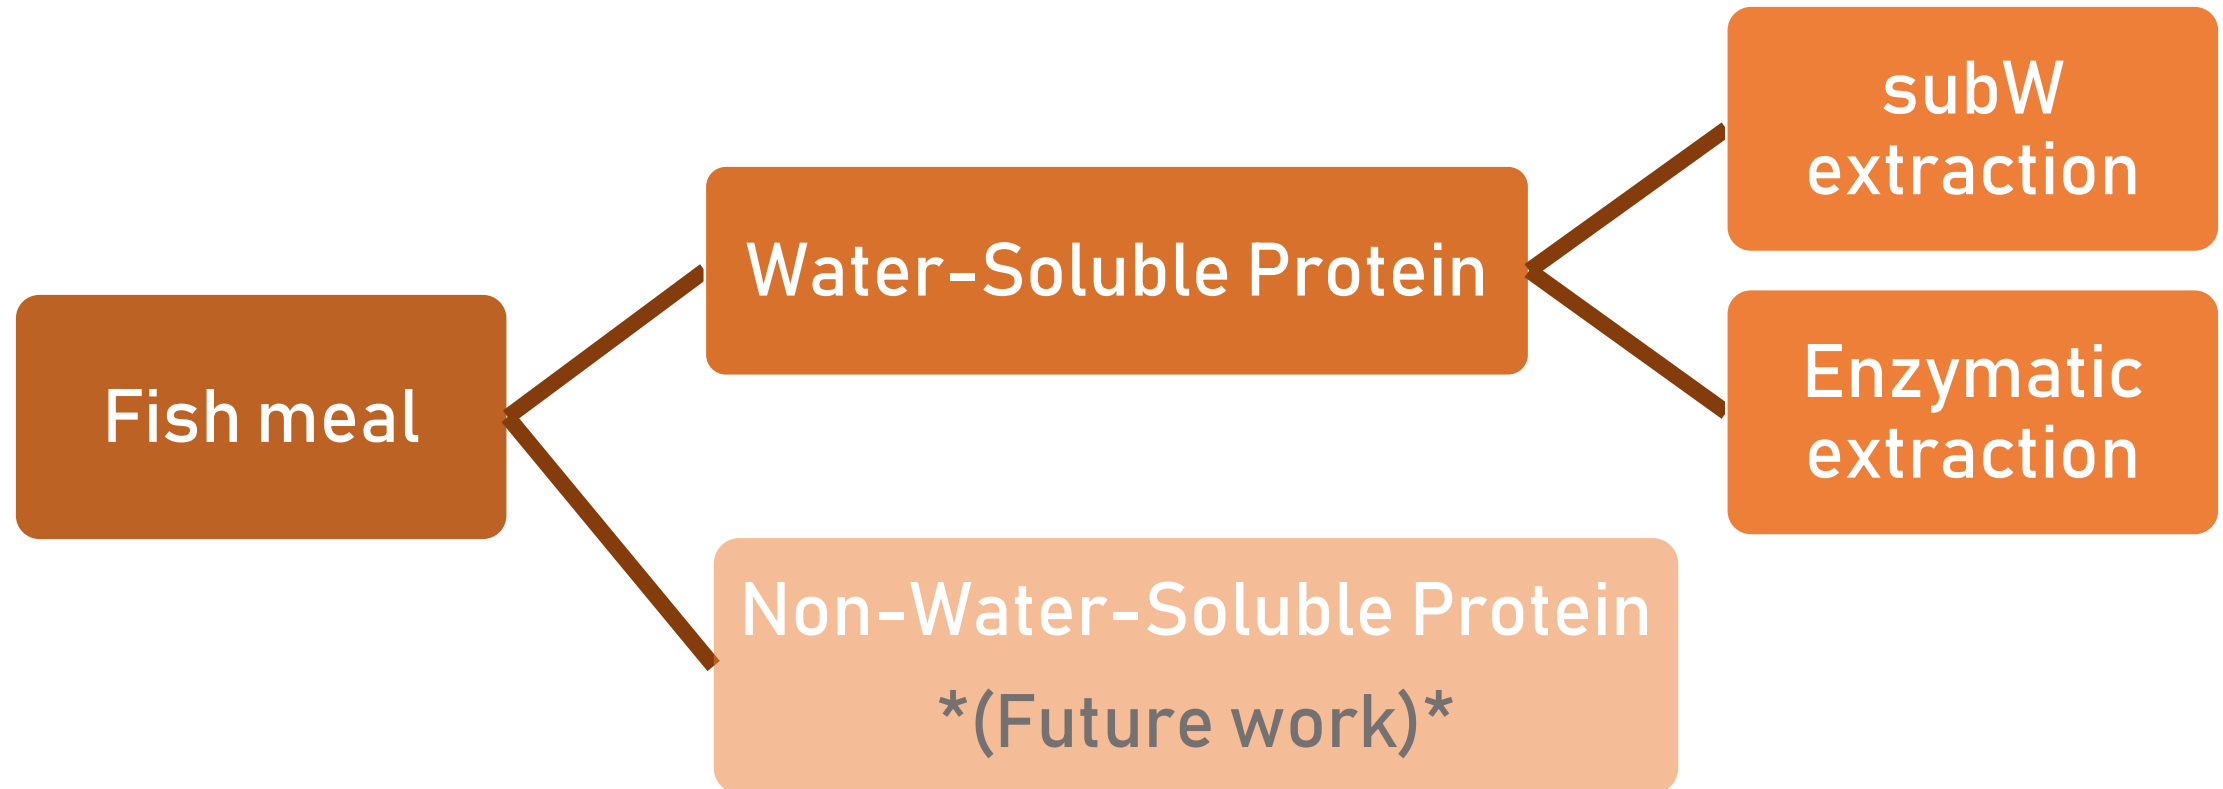 Fish meal
Water-Soluble Protein
subW
extraction
Enzymatic
extraction
Non-Water-Soluble Protein
*(Future work)*